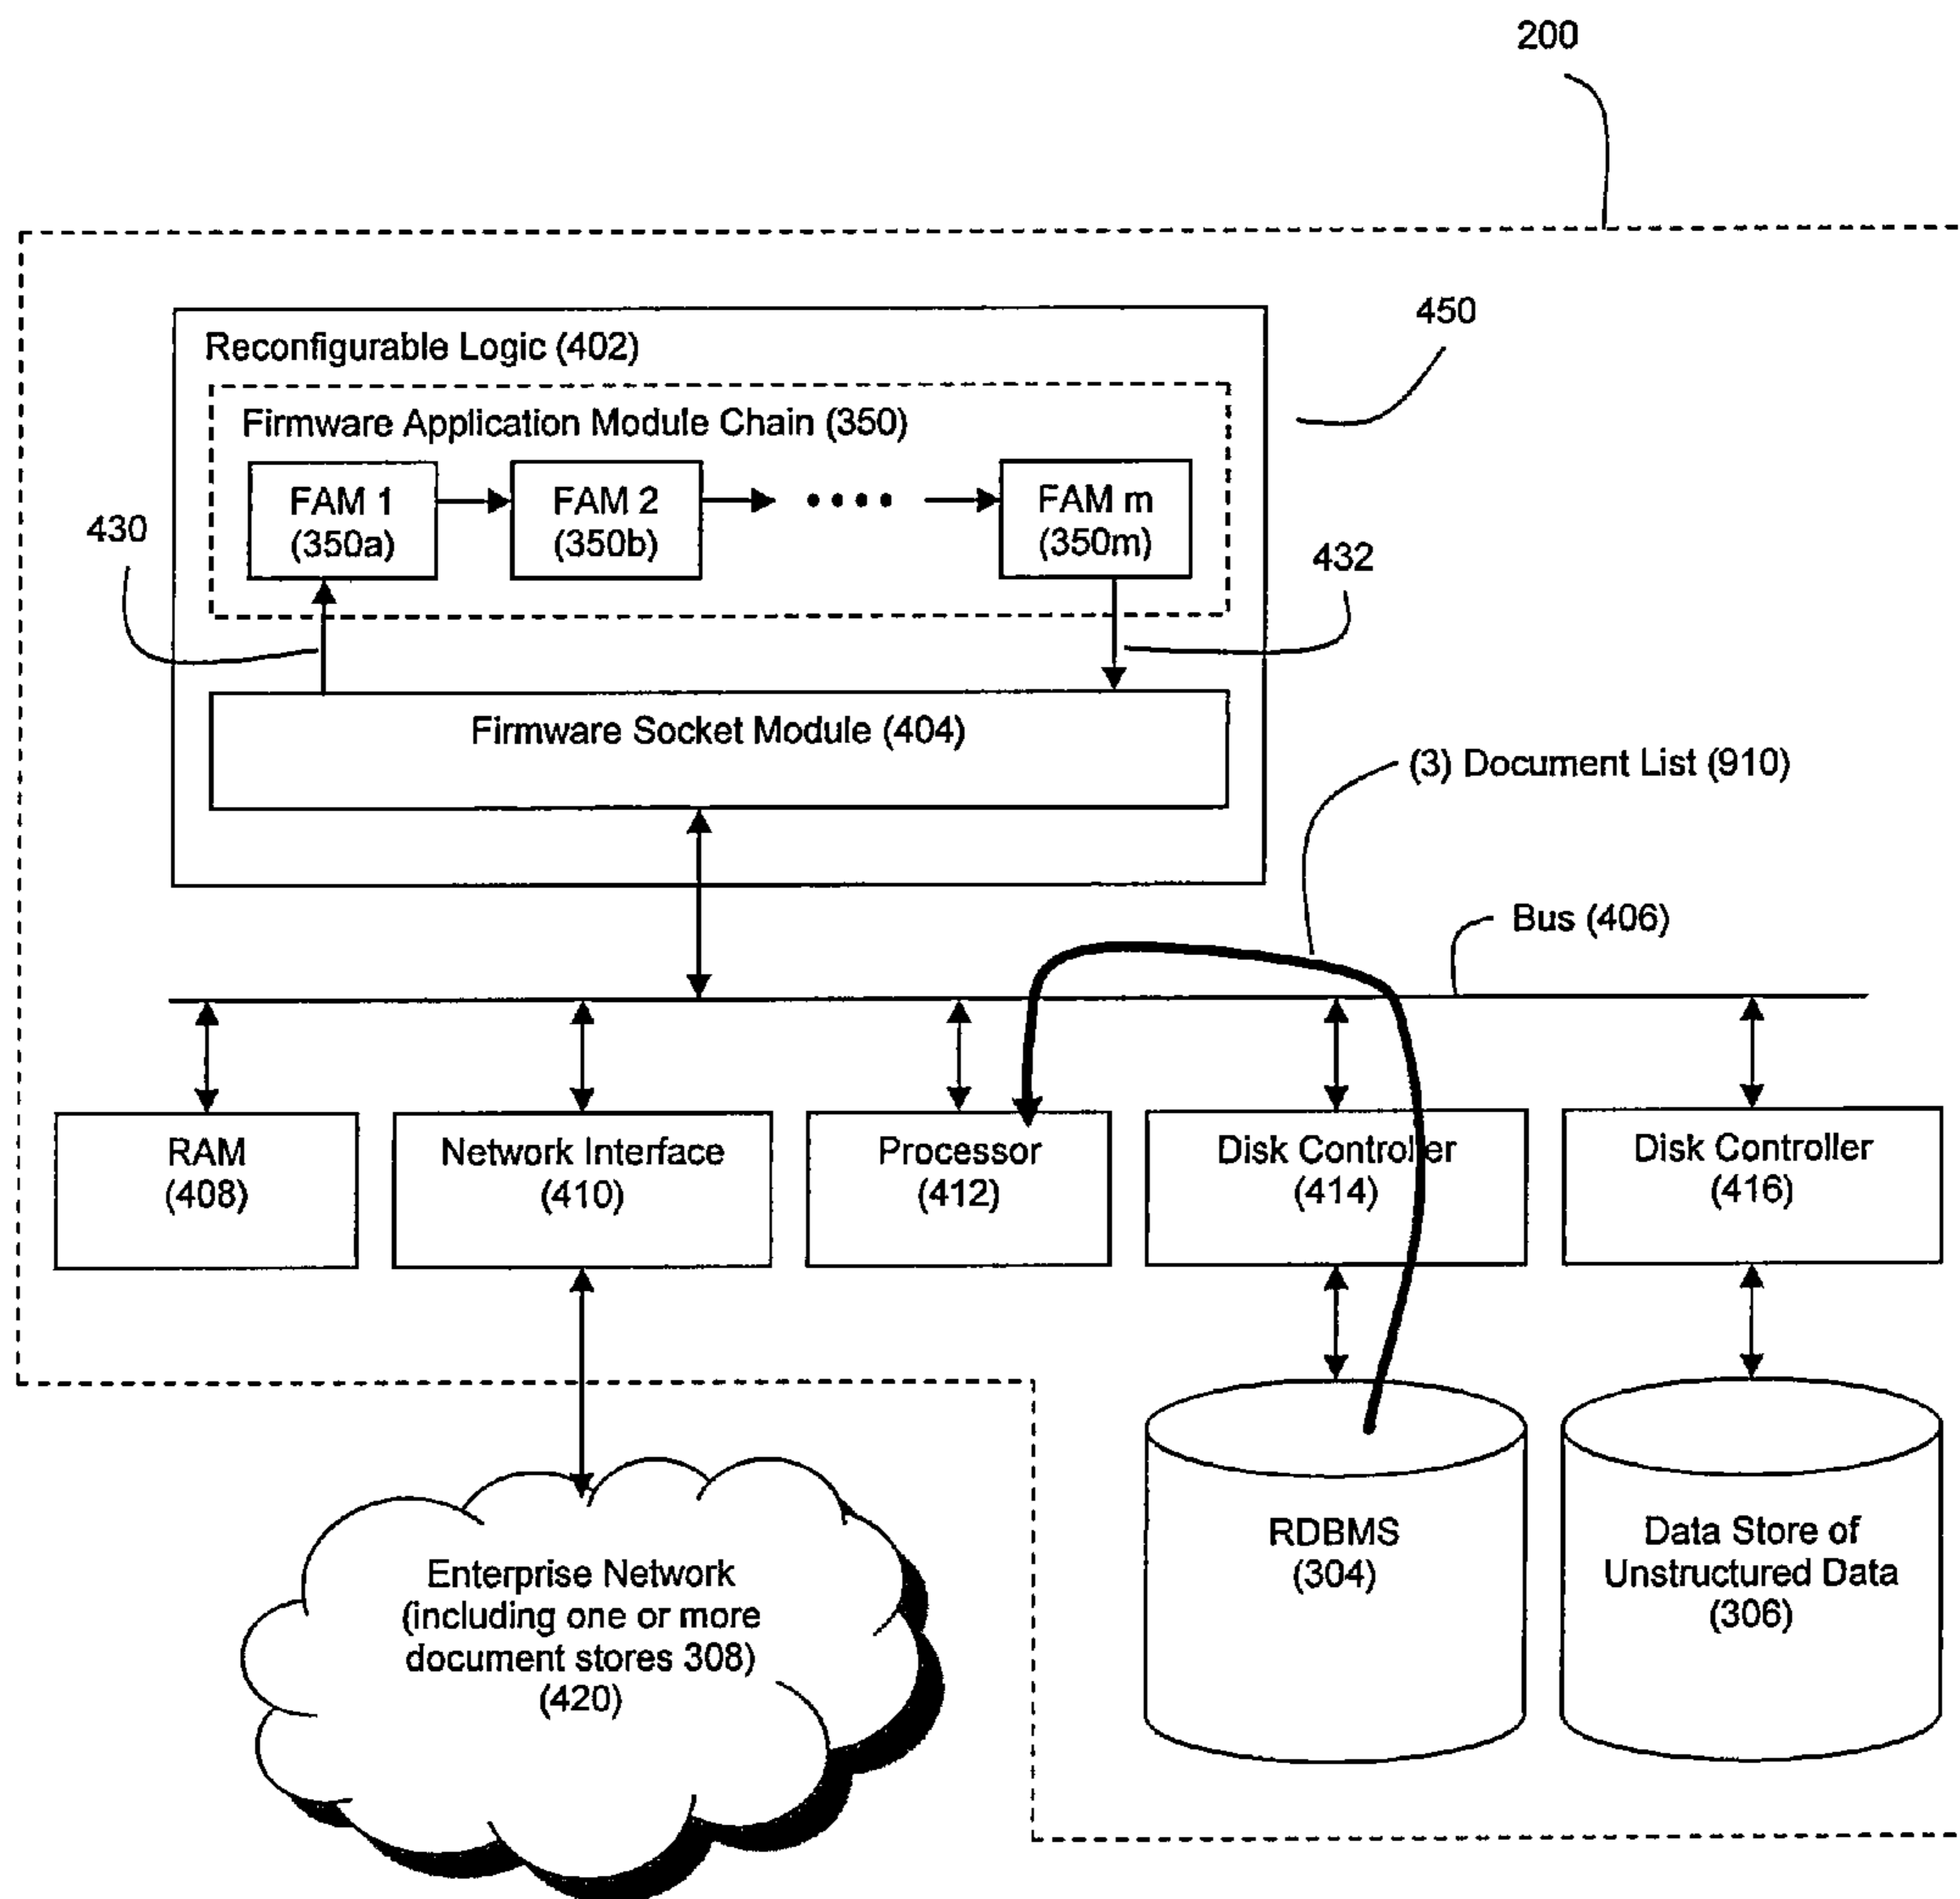 200
450
Reconfigurable Logic (402)
Firmware Application Module Chain (350)
FAM 1
(350a)
FAM 2
(350b)
FAM m
(350m)
430
432
Firmware Socket Module (404)
(3) Document List (910)
Bus (406)
RAM
(408)
Network Interface
(410)
Processor
(412)
Disk Controller
(414)
Disk Controller
(416)
Enterprise Network
(including one or more
document stores 308)
(420)
RDBMS
(304)
Data Store of
Unstructured Data
(306)